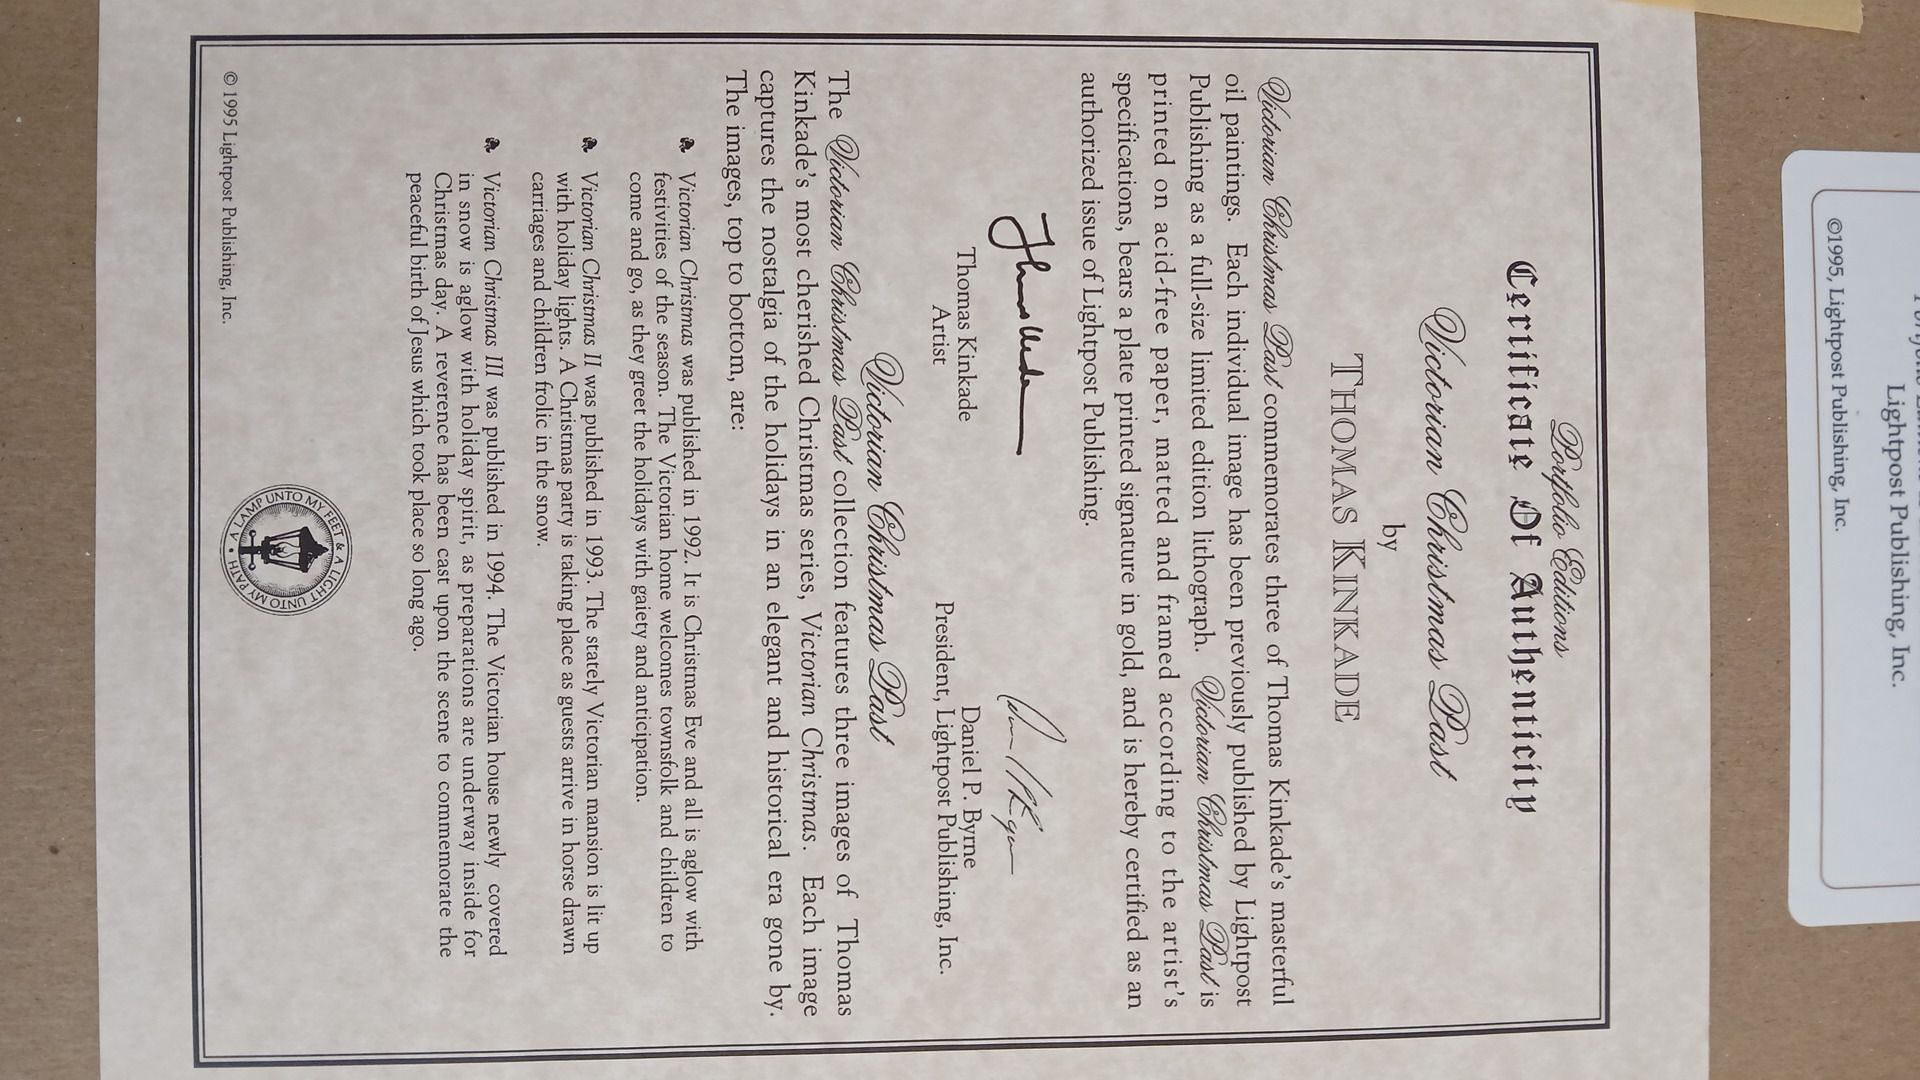 Lightpost Publishing, Inc.
©1995, Lightpost Publishing, Inc.
Portfolio Editions
Certificate Of Authenticity
Victorian Christmas Past
by
THOMAS KINKADE
Victorian Christmas Past commemorates three of Thomas Kinkade's masterful
oil paintings. Each individual image has been previously published by Lightpost
Publishing as a full-size limited edition lithograph. Victorian Christmas Past is
printed on acid-free paper, matted and framed according to the artist's
specifications, bears a plate printed signature in gold, and is hereby certified as an
authorized issue of Lightpost Publishing.
Thomas Kinkade
Artist
Daniel P. Byrne
President, Lightpost Publishing, Inc.
Victorian Christmas Past
The Victorian Christmas Past collection features three images of Thomas
Kinkade's most cherished Christmas series, Victorian Christmas. Each image
captures the nostalgia of the holidays in an elegant and historical era gone by.
The images, top to bottom, are:
Victorian Christmas was published in 1992. It is Christmas Eve and all is aglow with
festivities of the season. The Victorian home welcomes townsfolk and children to
come and go, as they greet the holidays with gaiety and anticipation.
Victorian Christmas II was published in 1993. The stately Victorian mansion is lit up
with holiday lights. A Christmas party is taking place as guests arrive in horse drawn
carriages and children frolic in the snow.
Victorian Christmas III was published in 1994. The Victorian house newly covered
in snow is aglow with holiday spirit, as preparations are underway inside for
Christmas day. A reverence has been cast upon the scene to commemorate the
peaceful birth of Jesus which took place so long ago.
A LAMP UNTO MY FEET & A LIGHT UNTO MY PATH
© 1995 Lightpost Publishing, Inc.